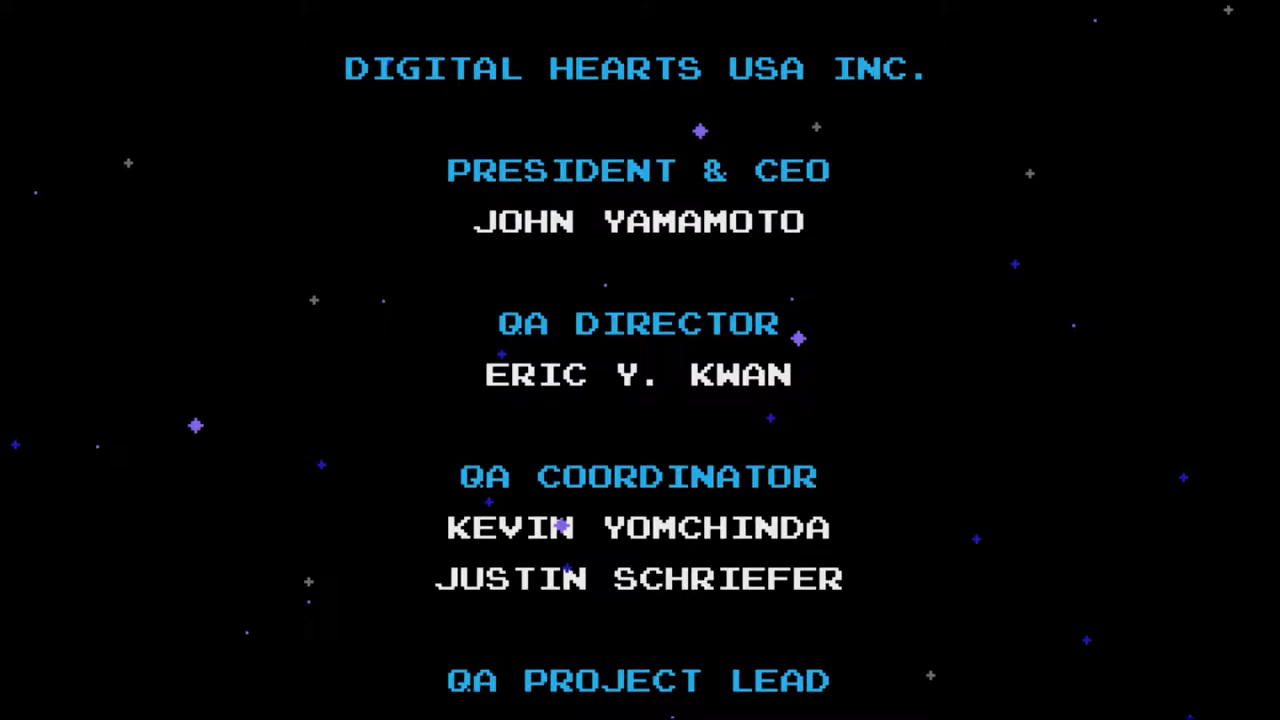 DIGITAL HEARTS USA INC.
PRESIDENT & CEO
JOHN YAMAMOTO
QA DIRECTOR
ERIC Y. KWAN
QA COORDINATOR
KEVIN YOMCHINDA
JUSTIN SCHRIEFER
QA PROJECT LEAD